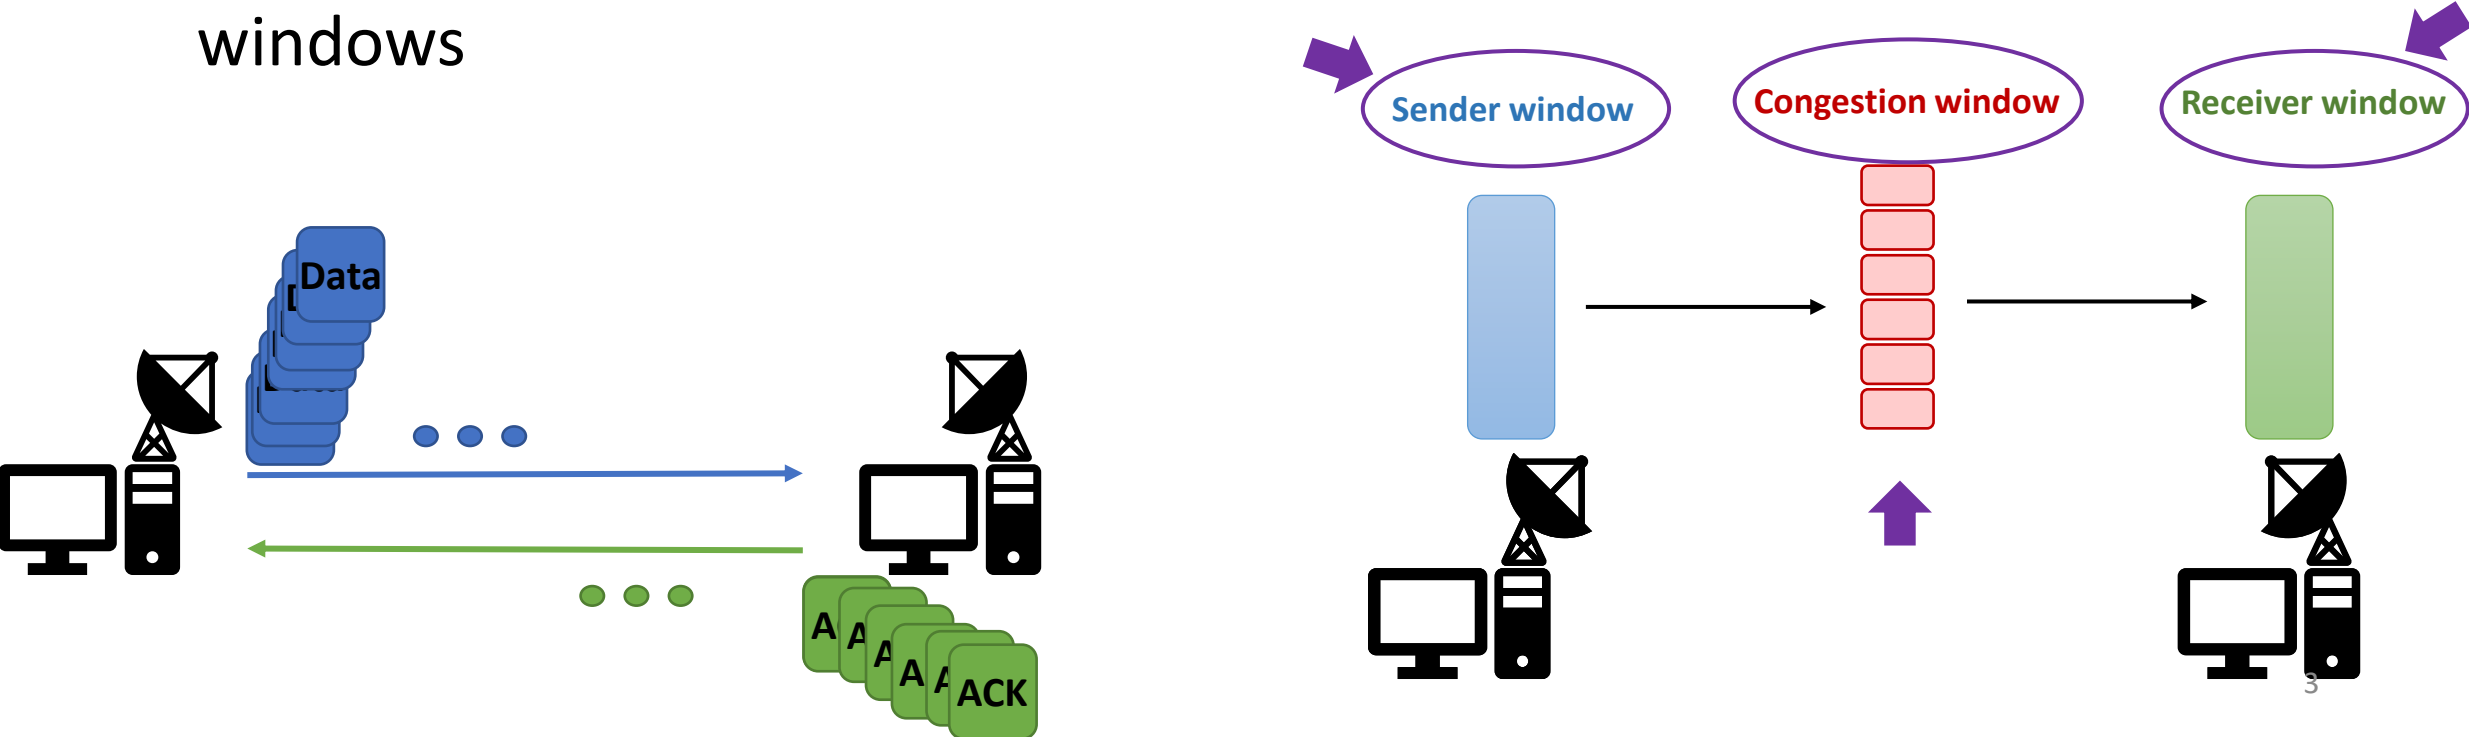 windows
Sender window
Congestion window
Receiver window
Data
ACK
3